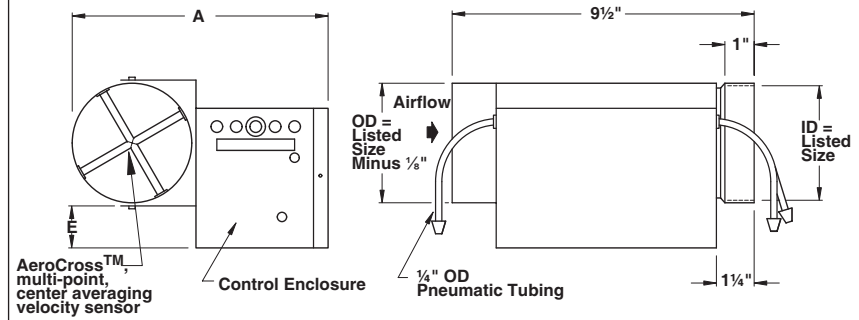 A
9½"
1"
Airflow
OD =
Listed
Size
Minus ⅛"
ID =
Listed
Size
E
AeroCross™,
multi-point,
center averaging
velocity sensor
Control Enclosure
¼" OD
Pneumatic Tubing
1¼"